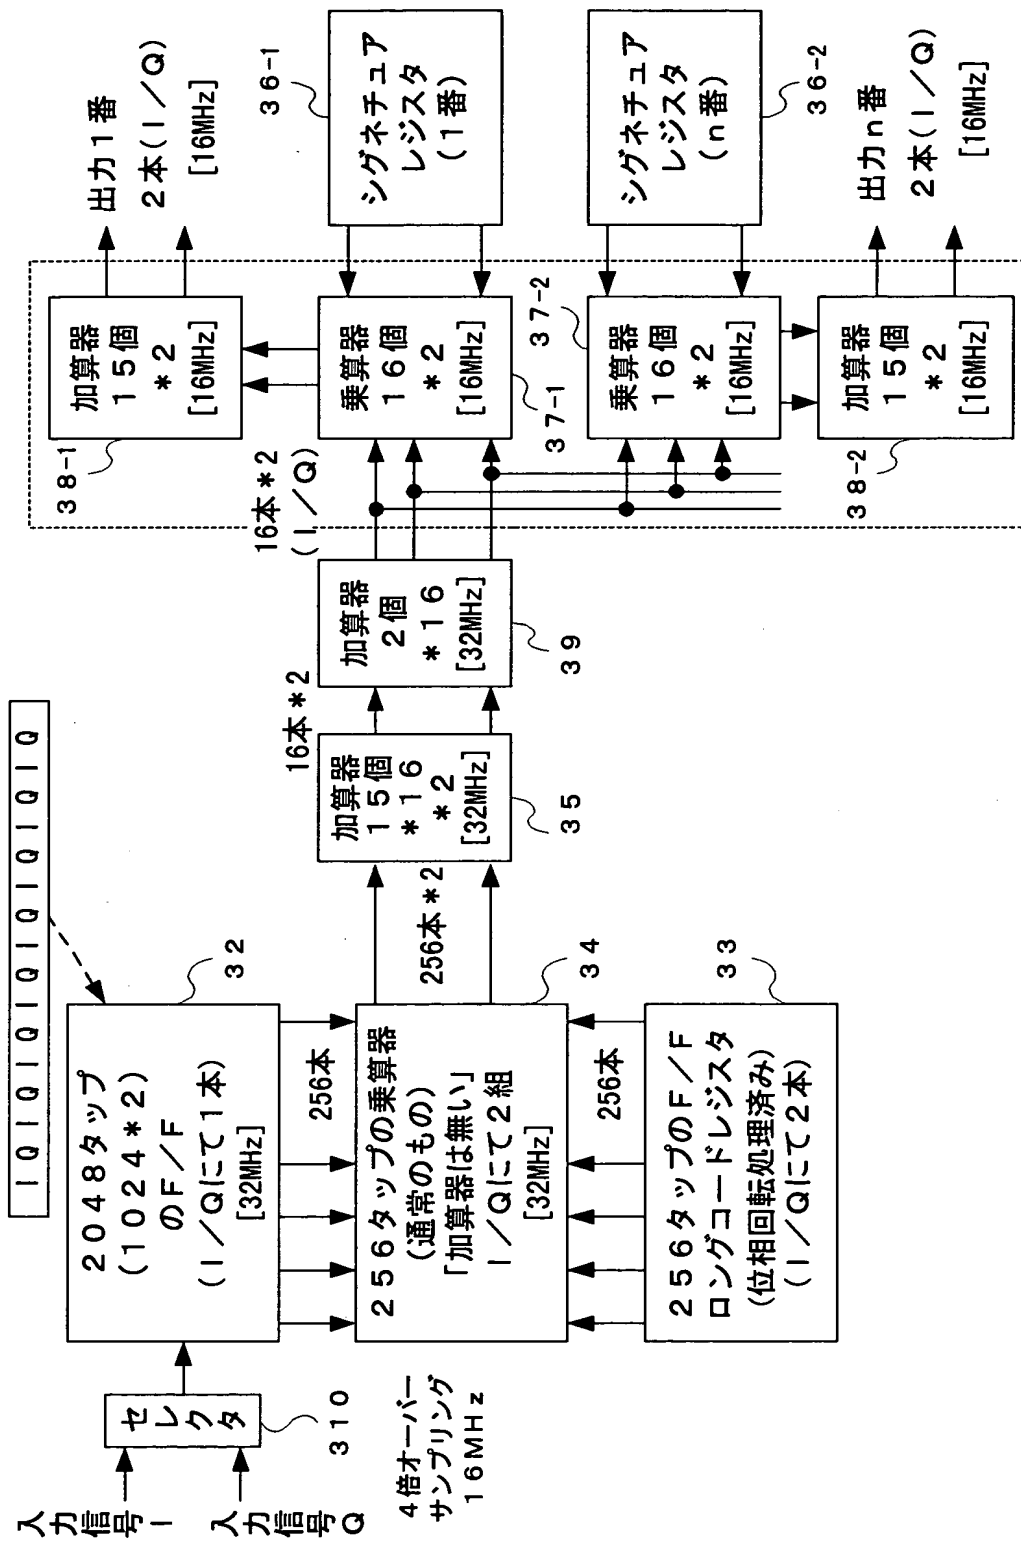 入力信号I
入力信号Q
セレクタ
310
4倍オーバー
サンプリング
16MHz
I Q I Q I Q I Q I Q I Q I Q I Q
2048タップ
(1024*2)
のF/F
(I/Qにて1本)
[32MHz]
32
256本
256タップの乗算器
(通常のもの)
「加算器は無い」
I/Qにて2組
[32MHz]
34
256本
256タップのF/F
ロングコードレジスタ
(位相回転処理済み)
(I/Qにて2本)
33
256本*2
加算器
15個
*16
*2
[32MHz]
35
16本*2
加算器
2個
*16
[32MHz]
39
16本*2
(I/Q)
加算器
15個
*2
[16MHz]
38-1
乗算器
16個
*2
[16MHz]
37-1
乗算器
16個
*2
[16MHz]
37-2
加算器
15個
*2
[16MHz]
38-2
出力1番
2本(I/Q)
[16MHz]
シグネチュア
レジスタ
(1番)
36-1
シグネチュア
レジスタ
(n番)
36-2
出力n番
2本(I/Q)
[16MHz]